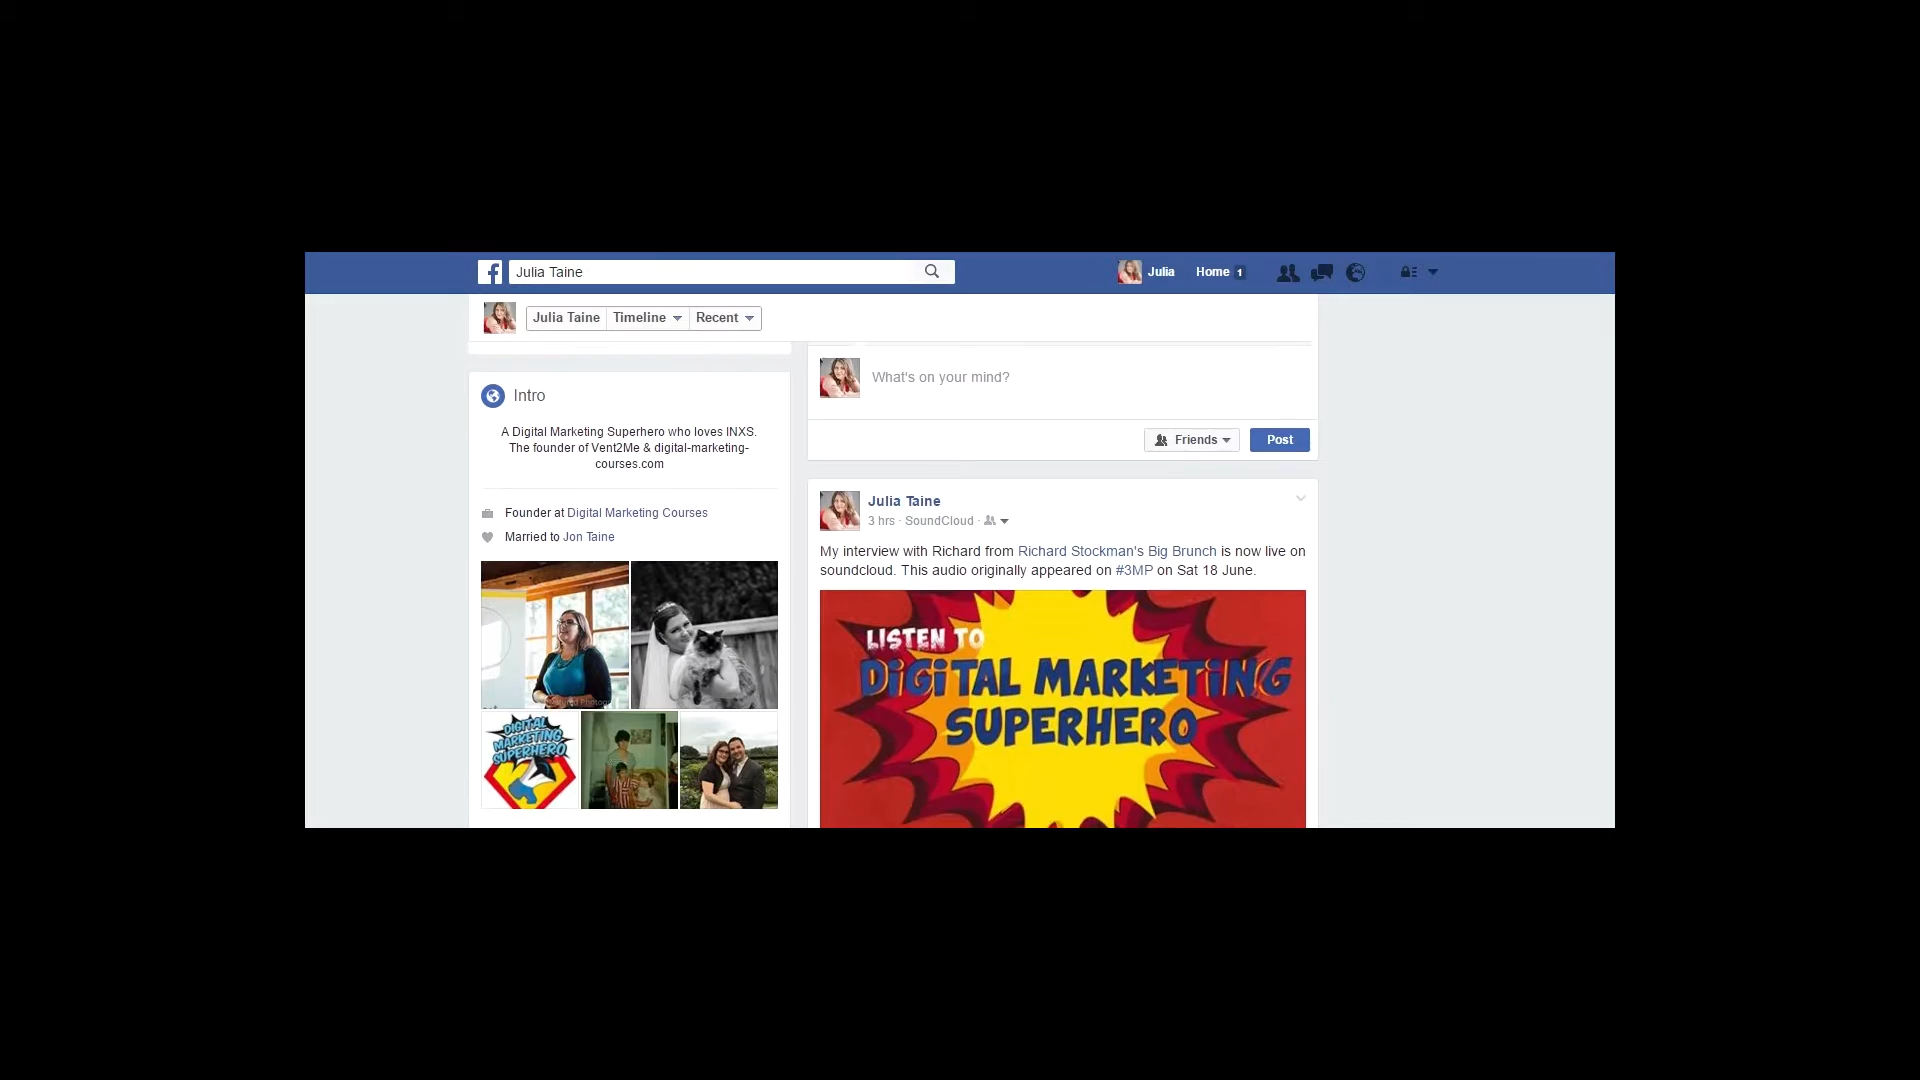 Julia Taine
Julia
Home 1
Julia Taine
Timeline
Recent
What's on your mind?
Friends
Post
Intro
A Digital Marketing Superhero who loves INXS.
The founder of Vent2Me & digital-marketing-
courses.com
Founder at Digital Marketing Courses
Married to Jon Taine
DIGITAL
MARKETING
SUPERHERO
Julia Taine
3 hrs · SoundCloud ·
My interview with Richard from Richard Stockman's Big Brunch is now live on
soundcloud. This audio originally appeared on #3MP on Sat 18 June.
LISTEN TO
DIGITAL MARKETING
SUPERHERO